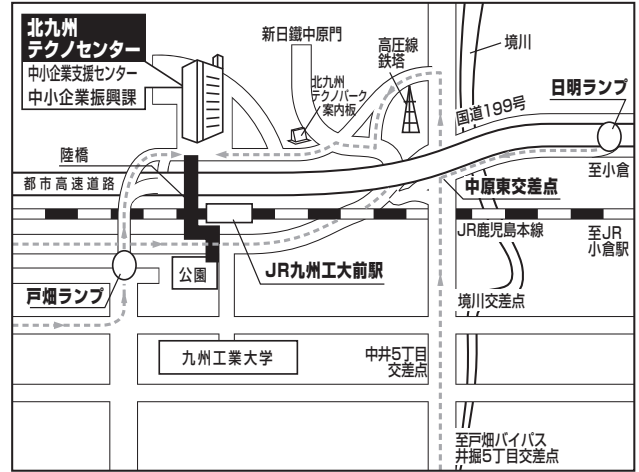 北九州
テクノセンター
中小企業支援センター
中小企業振興課
新日鐵中原門
高圧線
鉄塔
境川
北九州
テクノパーク
案内板
国道199号
日明ランプ
陸橋
都市高速道路
至小倉
中原東交差点
JR鹿児島本線
至JR
小倉駅
公園
JR九州工大前駅
戸畑ランプ
境川交差点
九州工業大学
中井5丁目
交差点
至戸畑バイパス
井堀5丁目交差点